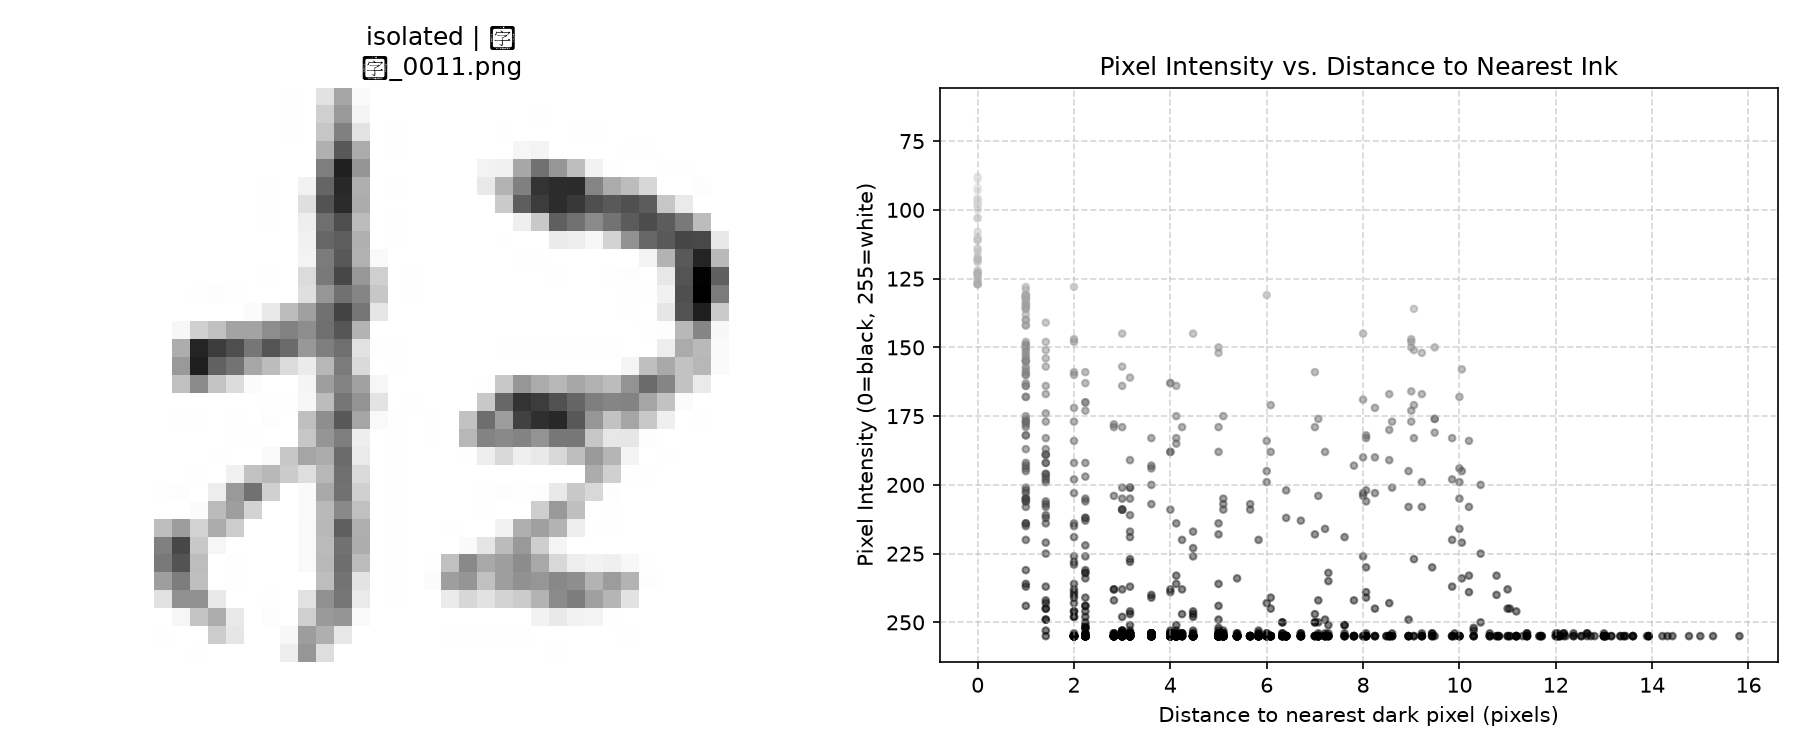 isolated |
_0011.png
Pixel Intensity vs. Distance to Nearest Ink
Pixel Intensity (0=black, 255=white)
75
100
125
150
175
200
225
250
0 2 4 6 8 10 12 14 16
Distance to nearest dark pixel (pixels)